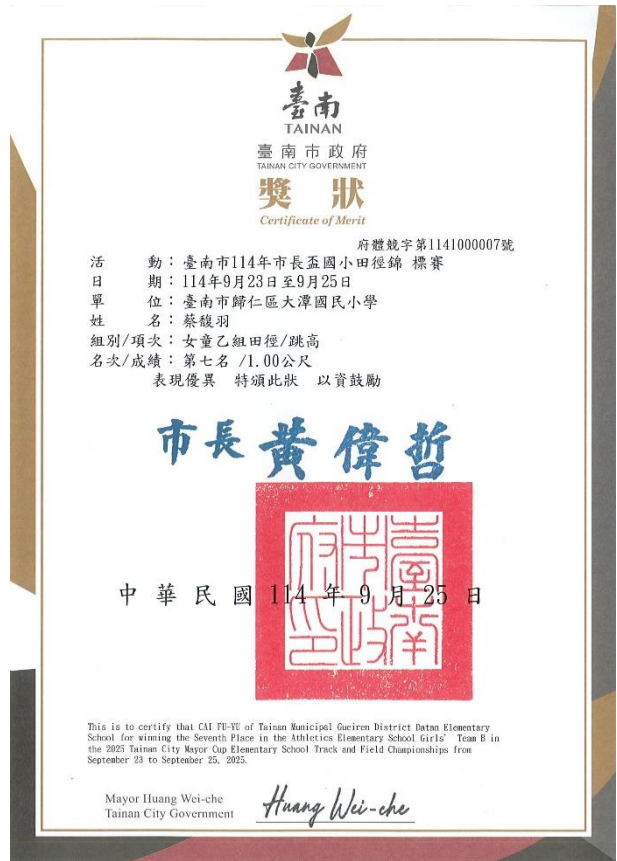 臺南
TAINAN
臺南市政府
TAINAN CITY GOVERNMENT
獎狀
Certificate of Merit
府體競字第1141000007號
活動：臺南市114年市長盃國小田徑錦 標賽
日期：114年9月23日至9月25日
單位：臺南市歸仁區大潭國民小學
姓名：蔡馥羽
組別/項次：女童乙組田徑/跳高
名次/成績：第七名 /1.00公尺
表現優異 特頒此狀 以資鼓勵
市長 黃偉哲
臺南市政府印
中華民國 114 年 9 月 25 日
This is to certify that CAI FU-YU of Tainan Municipal Gueiren District Datan Elementary
School for winning the Seventh Place in the Athletics Elementary School Girls' Team B in
the 2025 Tainan City Mayor Cup Elementary School Track and Field Championships from
September 23 to September 25, 2025.
Mayor Huang Wei-che
Tainan City Government
Huang Wei-che